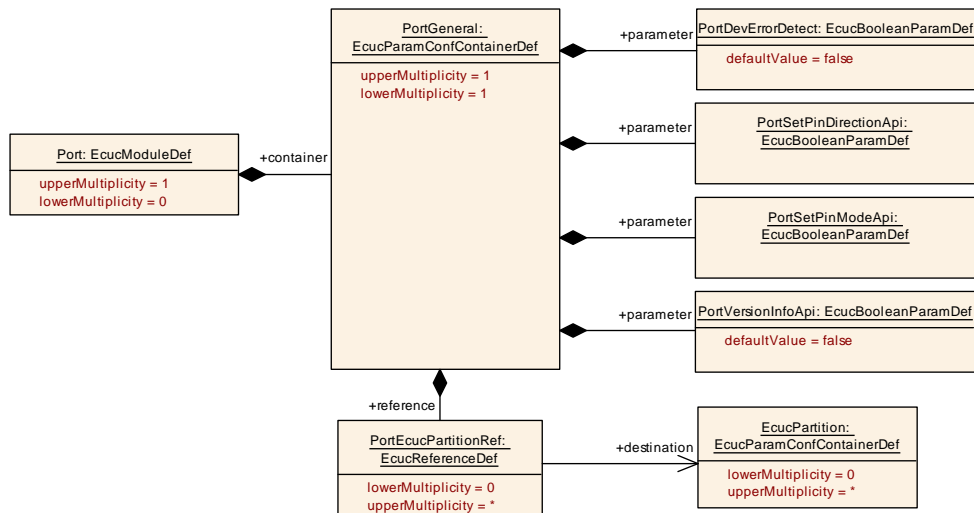 PortGeneral:
EcucParamConfContainerDef
upperMultiplicity = 1
lowerMultiplicity = 1
+parameter
PortDevErrorDetect: EcucBooleanParamDef
defaultValue = false
+parameter
PortSetPinDirectionApi:
EcucBooleanParamDef
Port: EcucModuleDef
upperMultiplicity = 1
lowerMultiplicity = 0
+container
+parameter
PortSetPinModeApi:
EcucBooleanParamDef
+parameter
PortVersionInfoApi: EcucBooleanParamDef
defaultValue = false
+reference
PortEcucPartitionRef:
EcucReferenceDef
lowerMultiplicity = 0
upperMultiplicity = *
+destination
EcucPartition:
EcucParamConfContainerDef
lowerMultiplicity = 0
upperMultiplicity = *